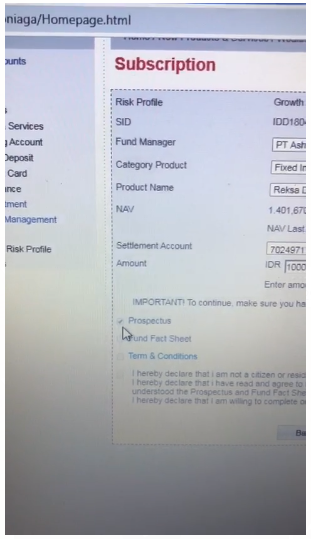 niaga/Homepage.html
ounts
Subscription
Risk Profile Growth
SID IDD180
Services
Account
Fund Manager PT Ash
Deposit
Card
Category Product Fixed In
nce
Product Name Reksa D
tment
Management
NAV 1.401,670
NAV Last
Risk Profile
Settlement Account 7024971
Amount IDR 1000
Enter amo
IMPORTANT! To continue, make sure you ha
Prospectus
Fund Fact Sheet
Term & Conditions
I hereby declare that i am not a citizen or resid
I hereby declare that i have read and agree to
understood the Prospectus and Fund Fact She
I hereby declare that i am willing to complete